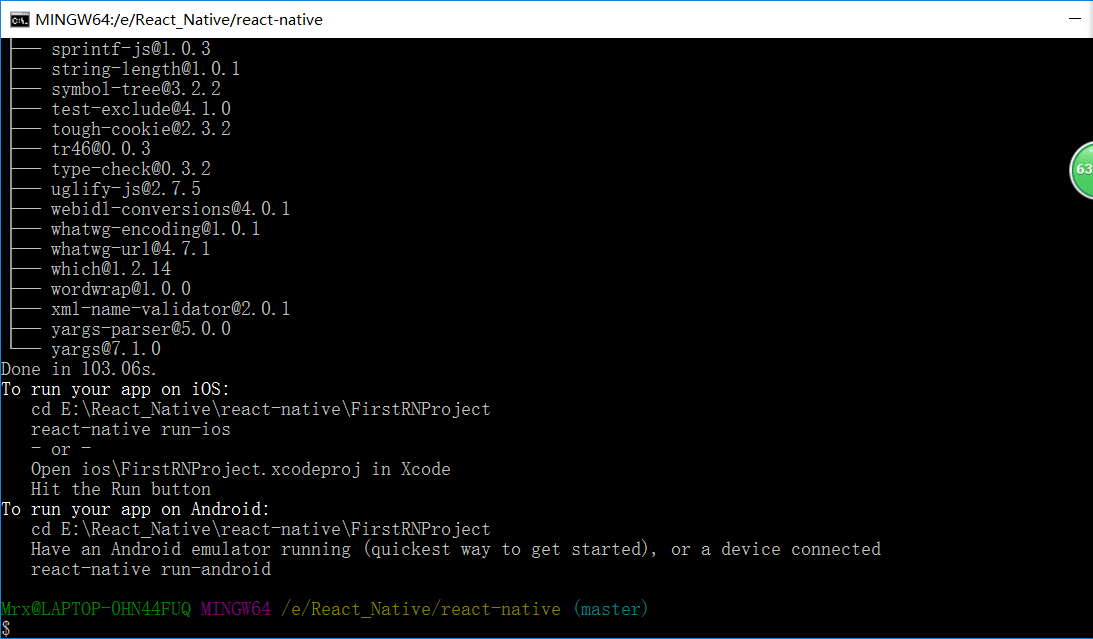 MINGW64:/e/React_Native/react-native
├── sprintf-js@1.0.3
├── string-length@1.0.1
├── symbol-tree@3.2.2
├── test-exclude@4.1.0
├── tough-cookie@2.3.2
├── tr46@0.0.3
├── type-check@0.3.2
├── uglify-js@2.7.5
├── webidl-conversions@4.0.1
├── whatwg-encoding@1.0.1
├── whatwg-url@4.7.1
├── which@1.2.14
├── wordwrap@1.0.0
├── xml-name-validator@2.0.1
├── yargs-parser@5.0.0
└── yargs@7.1.0
Done in 103.06s.
To run your app on iOS:
   cd E:\React_Native\react-native\FirstRNProject
   react-native run-ios
   - or -
   Open ios\FirstRNProject.xcodeproj in Xcode
   Hit the Run button
To run your app on Android:
   cd E:\React_Native\react-native\FirstRNProject
   Have an Android emulator running (quickest way to get started), or a device connected
   react-native run-android
Mrx@LAPTOP-0HN44FUQ MINGW64 /e/React_Native/react-native (master)
$
63